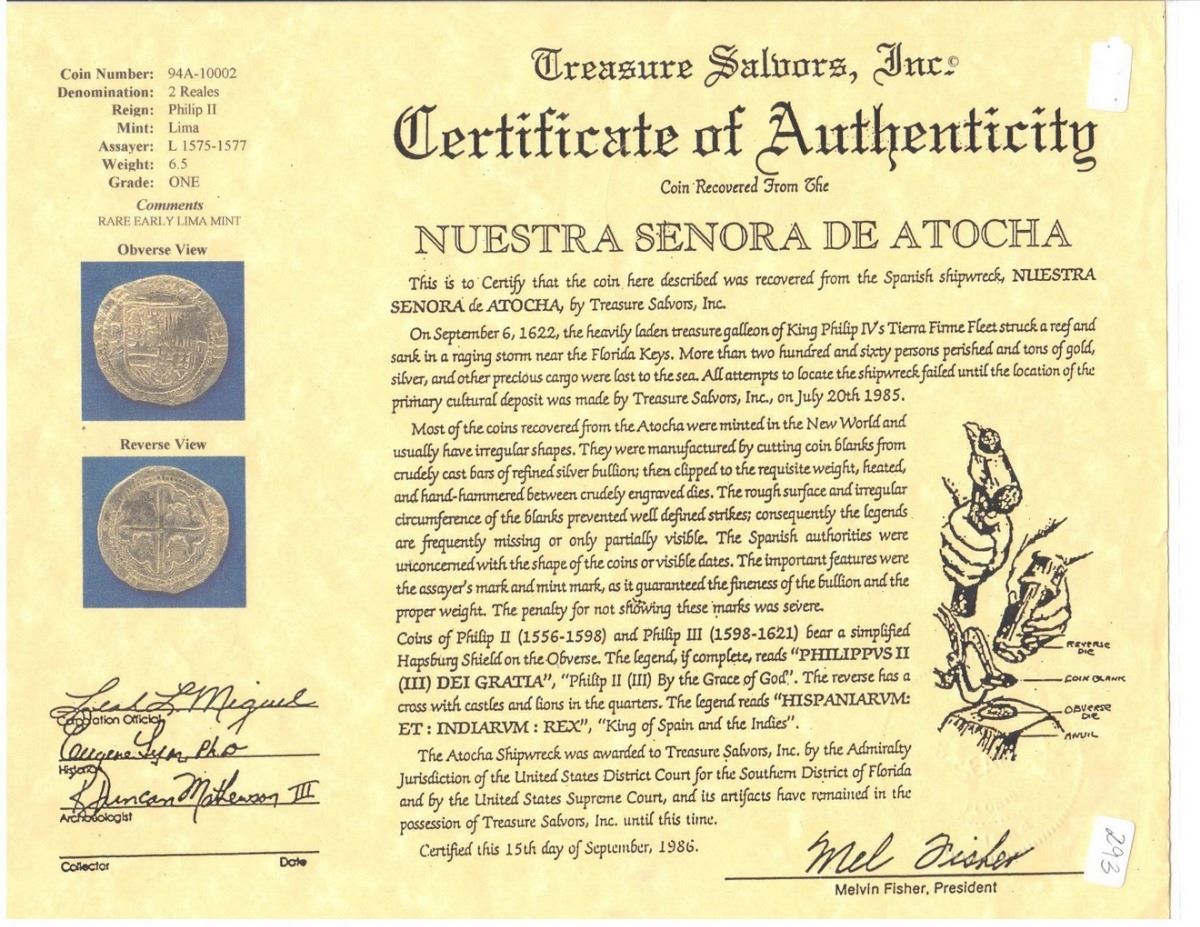 Coin Number: 94A-10002
Denomination: 2 Reales
Reign: Philip II
Mint: Lima
Assayer: L 1575-1577
Weight: 6.5
Grade: ONE
Comments
RARE EARLY LIMA MINT
Obverse View
Reverse View
Treasure Salvors, Inc.©
Certificate of Authenticity
Coin Recovered From The
NUESTRA SENORA DE ATOCHA
This is to Certify that the coin here described was recovered from the Spanish shipwreck, NUESTRA
SENORA de ATOCHA, by Treasure Salvors, Inc.
On September 6, 1622, the heavily laden treasure galleon of King Philip IV's Tierra Firme Fleet struck a reef and
sank in a raging storm near the Florida Keys. More than two hundred and sixty persons perished and tons of gold,
silver, and other precious cargo were lost to the sea. All attempts to locate the shipwreck failed until the location of the
primary cultural deposit was made by Treasure Salvors, Inc., on July 20th 1985.
Most of the coins recovered from the Atocha were minted in the New World and
usually have irregular shapes. They were manufactured by cutting coin blanks from
crudely cast bars of refined silver bullion; then clipped to the requisite weight, heated,
and hand-hammered between crudely engraved dies. The rough surface and irregular
circumference of the blanks prevented well defined strikes; consequently the legends
are frequently missing or only partially visible. The Spanish authorities were
unconcerned with the shape of the coins or visible dates. The important features were
the assayer's mark and mint mark, as it guaranteed the fineness of the bullion and the
proper weight. The penalty for not showing these marks was severe.
Coins of Philip II (1556-1598) and Philip III (1598-1621) bear a simplified
Hapsburg Shield on the Obverse. The legend, if complete, reads "PHILIPPVS II
(III) DEI GRATIA", "Philip II (III) By the Grace of God". The reverse has a
cross with castles and lions in the quarters. The legend reads "HISPANIARVM:
ET : INDIARVM : REX", "King of Spain and the Indies".
The Atocha Shipwreck was awarded to Treasure Salvors, Inc. by the Admiralty
Jurisdiction of the United States District Court for the Southern District of Florida
and by the United States Supreme Court, and its artifacts have remained in the
possession of Treasure Salvors, Inc. until this time.
Certified this 15th day of September, 1986.
REVERSE
DIE
COIN BLANK
OBVERSE
DIE
ANVIL
Leah L Miguel
Corporation Official
Eugene Lyon Ph.D
Historian
R Duncan Mathewson III
Archaeologist
Collector Date
Mel Fisher
Melvin Fisher, President
293